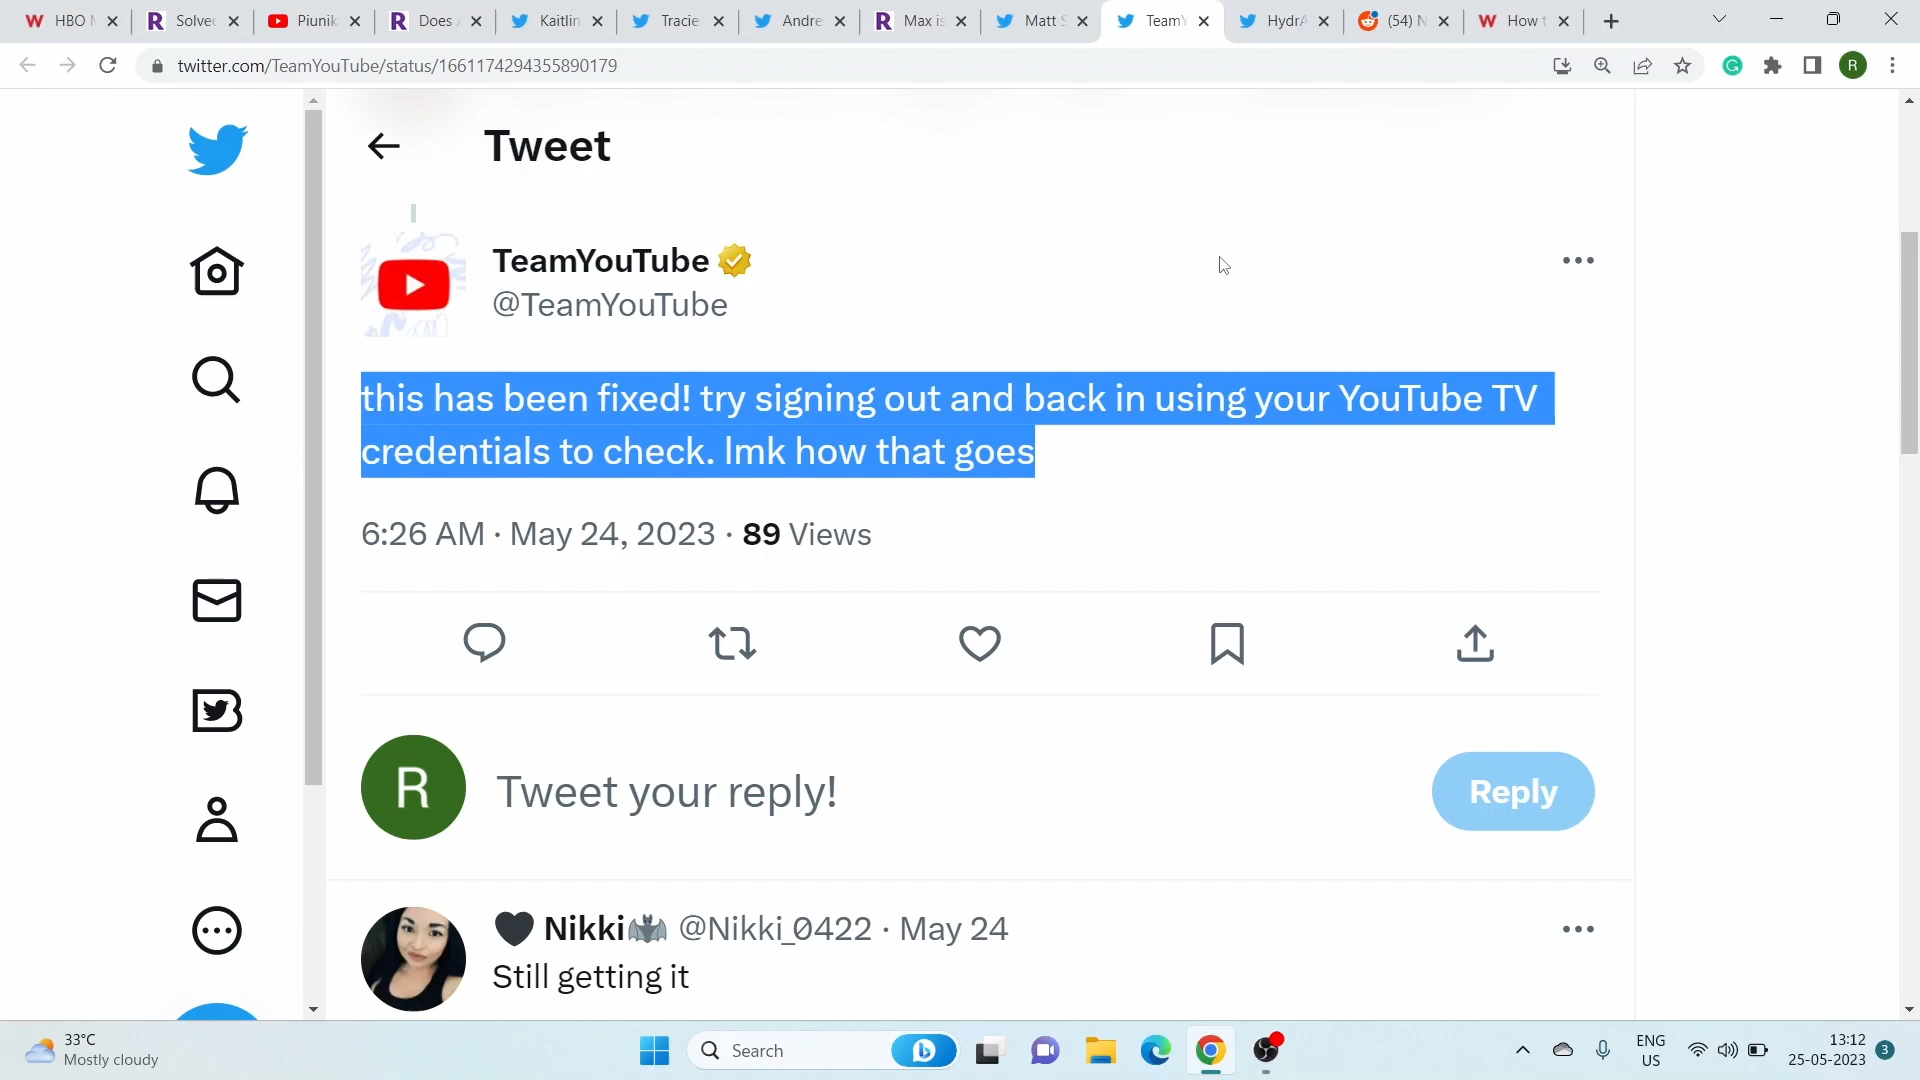 HBO M
Solved
Piunik
Does
Kaitlin
Tracie
Andre
Max is
Matt S
TeamY
HydrA
(54) N
How t
twitter.com/TeamYouTube/status/1661174294355890179
R
Tweet
TeamYouTube
@TeamYouTube
this has been fixed! try signing out and back in using your YouTube TV
credentials to check. lmk how that goes
6:26 AM · May 24, 2023 · 89 Views
R
Tweet your reply!
Reply
Nikki @Nikki_0422 · May 24
Still getting it
33°C
Mostly cloudy
Search
ENG
US
13:12
25-05-2023
3